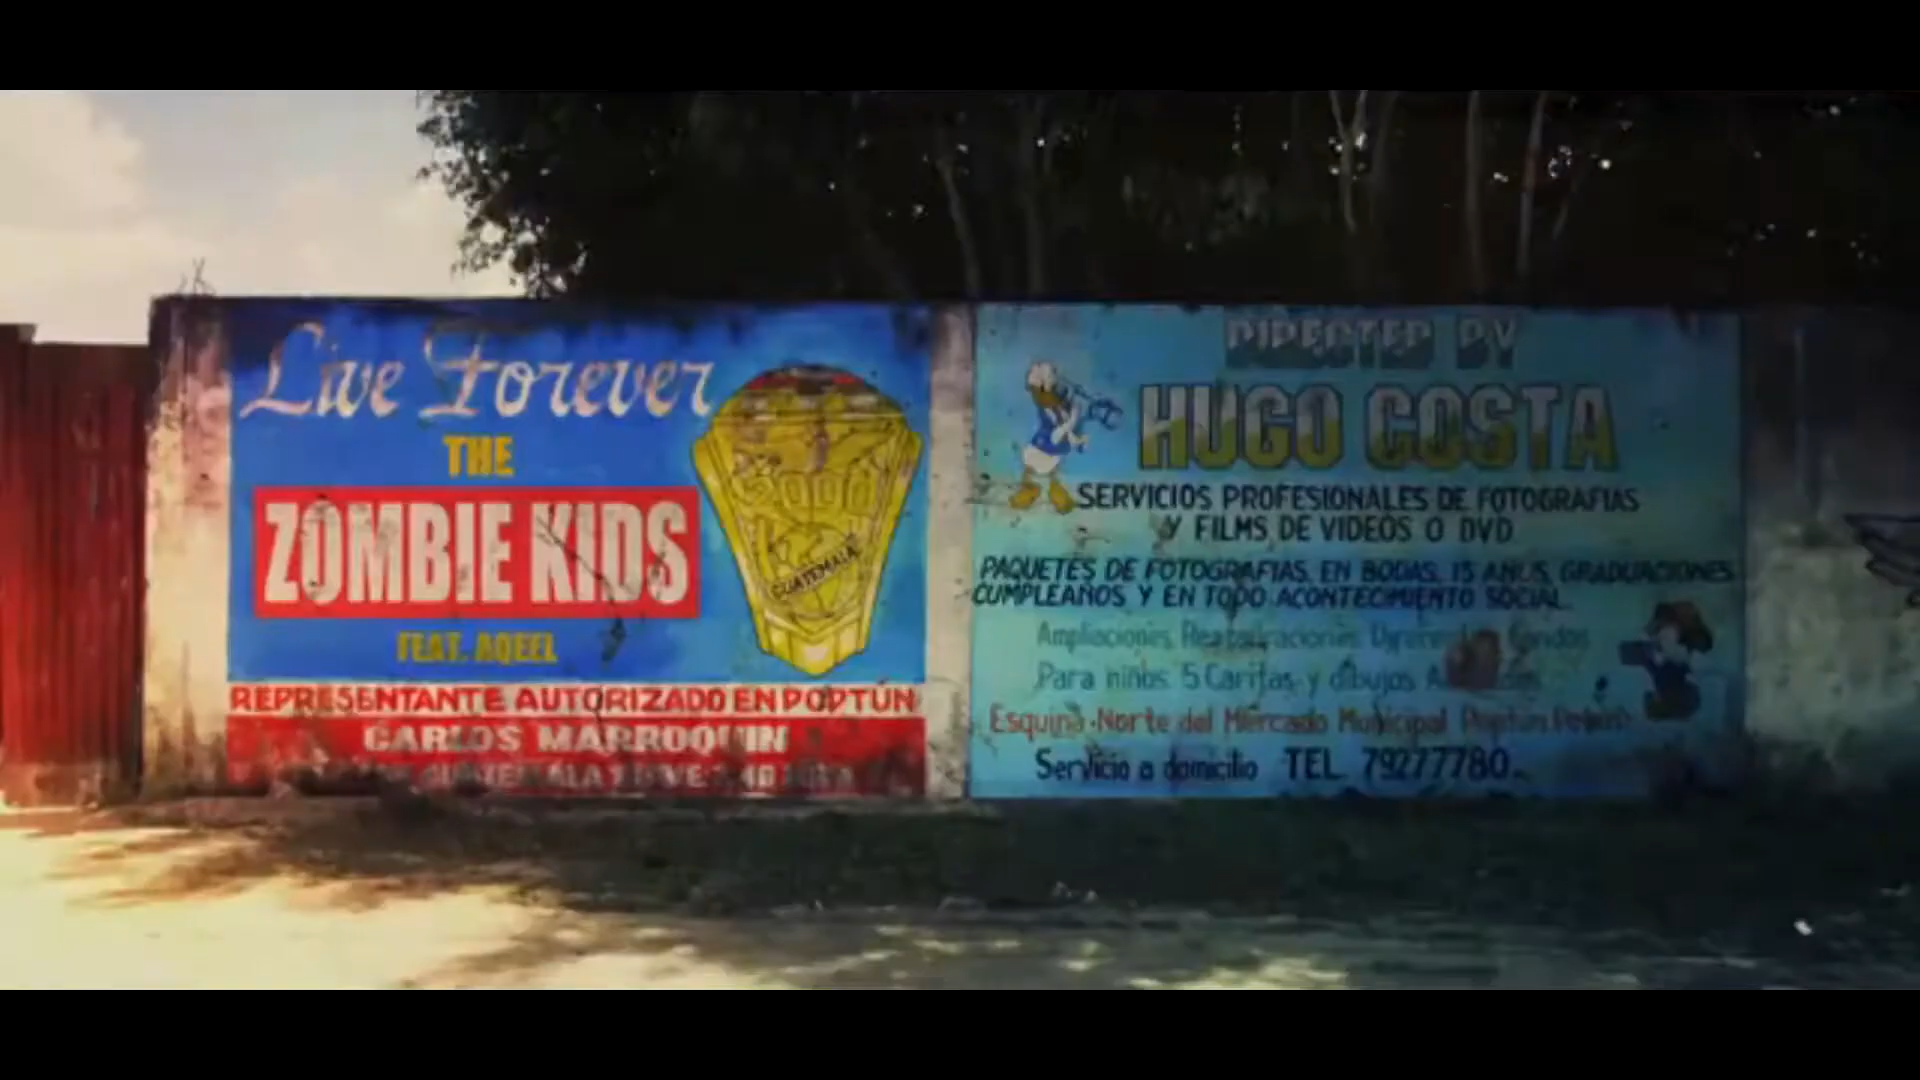 Live Forever
THE
ZOMBIE KIDS
FEAT. AQEEL
REPRESENTANTE AUTORIZADO EN POPTÚN
CARLOS MARROQUIN
GUATEMALA
DIRECTED BY
HUGO COSTA
SERVICIOS PROFESIONALES DE FOTOGRAFIAS
Y FILMS DE VIDEOS O DVD
PAQUETES DE FOTOGRAFIAS, EN BODAS, 15 AÑOS, GRADUACIONES
CUMPLEAÑOS Y EN TODO ACONTECIMIENTO SOCIAL
Ampliaciones
Para niños 5 Caritas y dibujos
Esquina Norte del Mercado Municipal Poptún
Servicio a domicilio TEL 79277780.